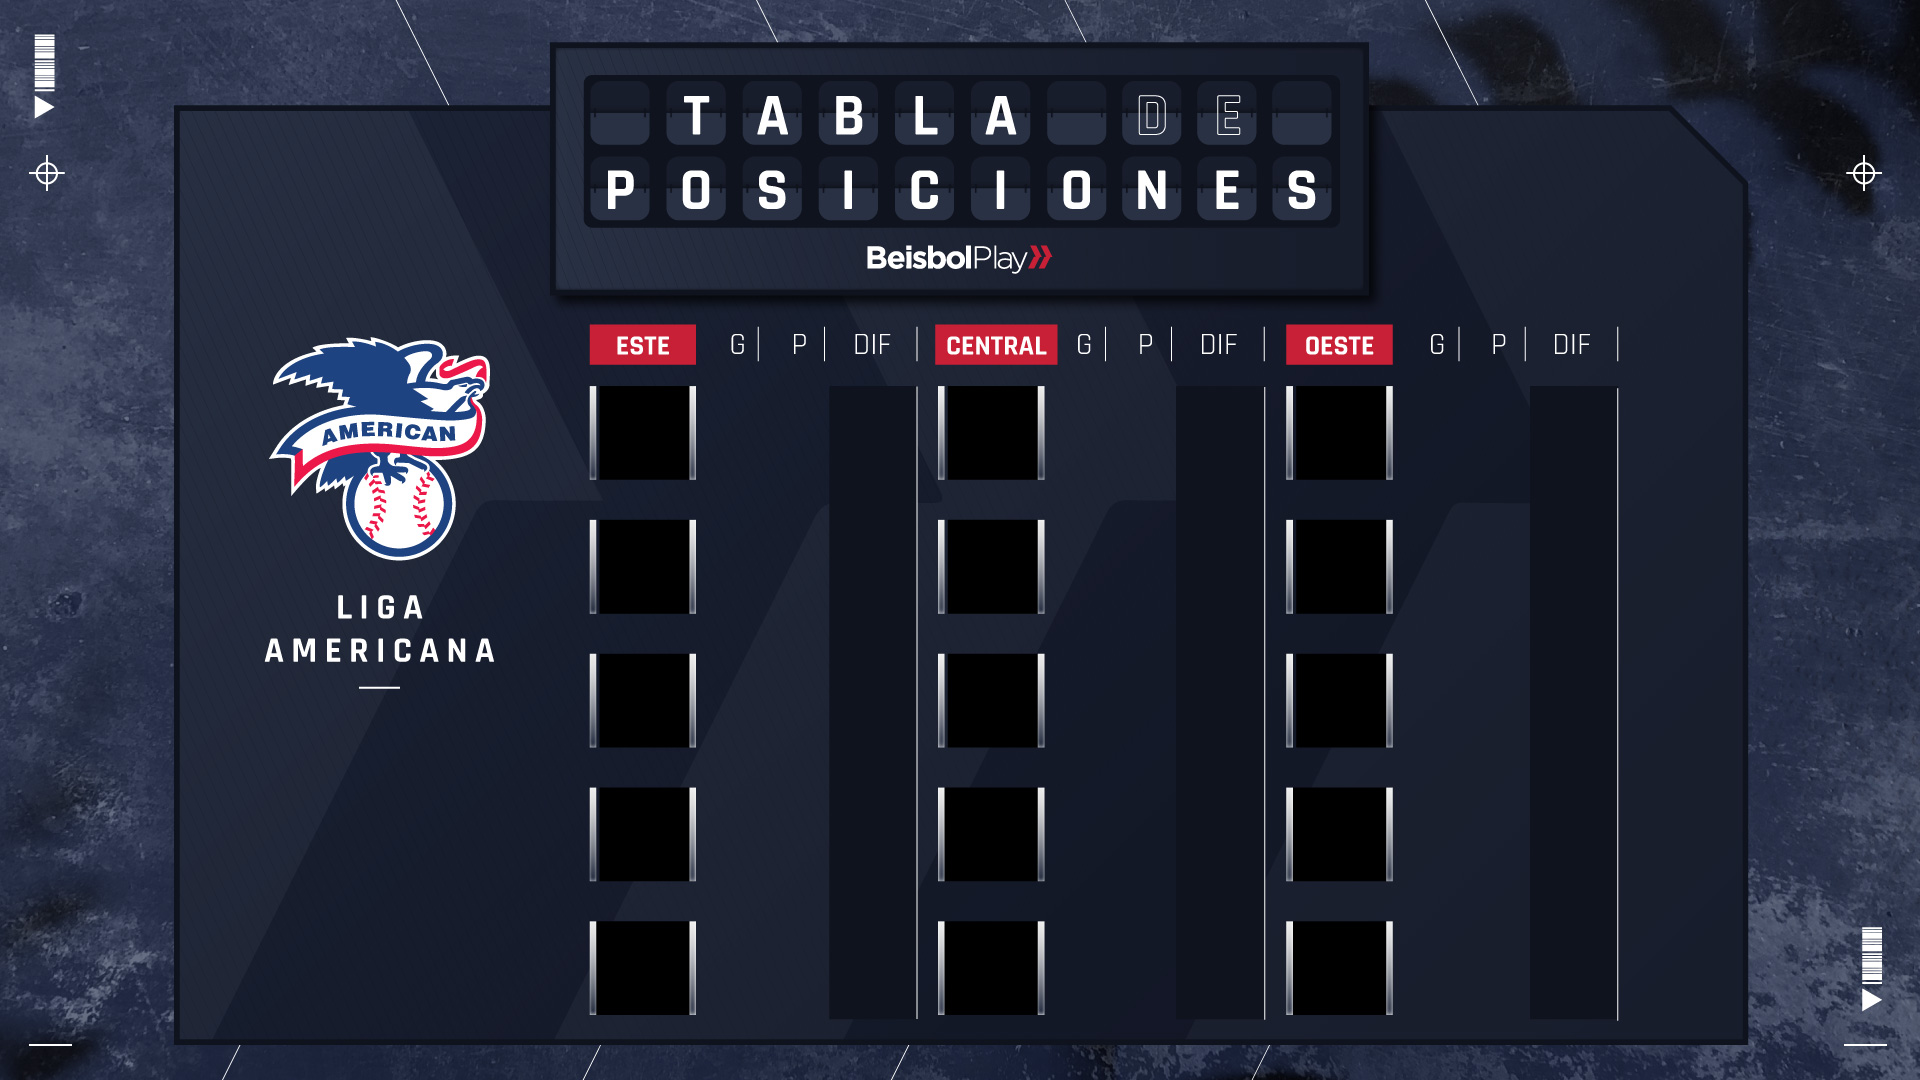 TABLA DE
POSICIONES
BeisbolPlay
AMERICAN
LIGA
AMERICANA
ESTE G P DIF CENTRAL G P DIF OESTE G P DIF